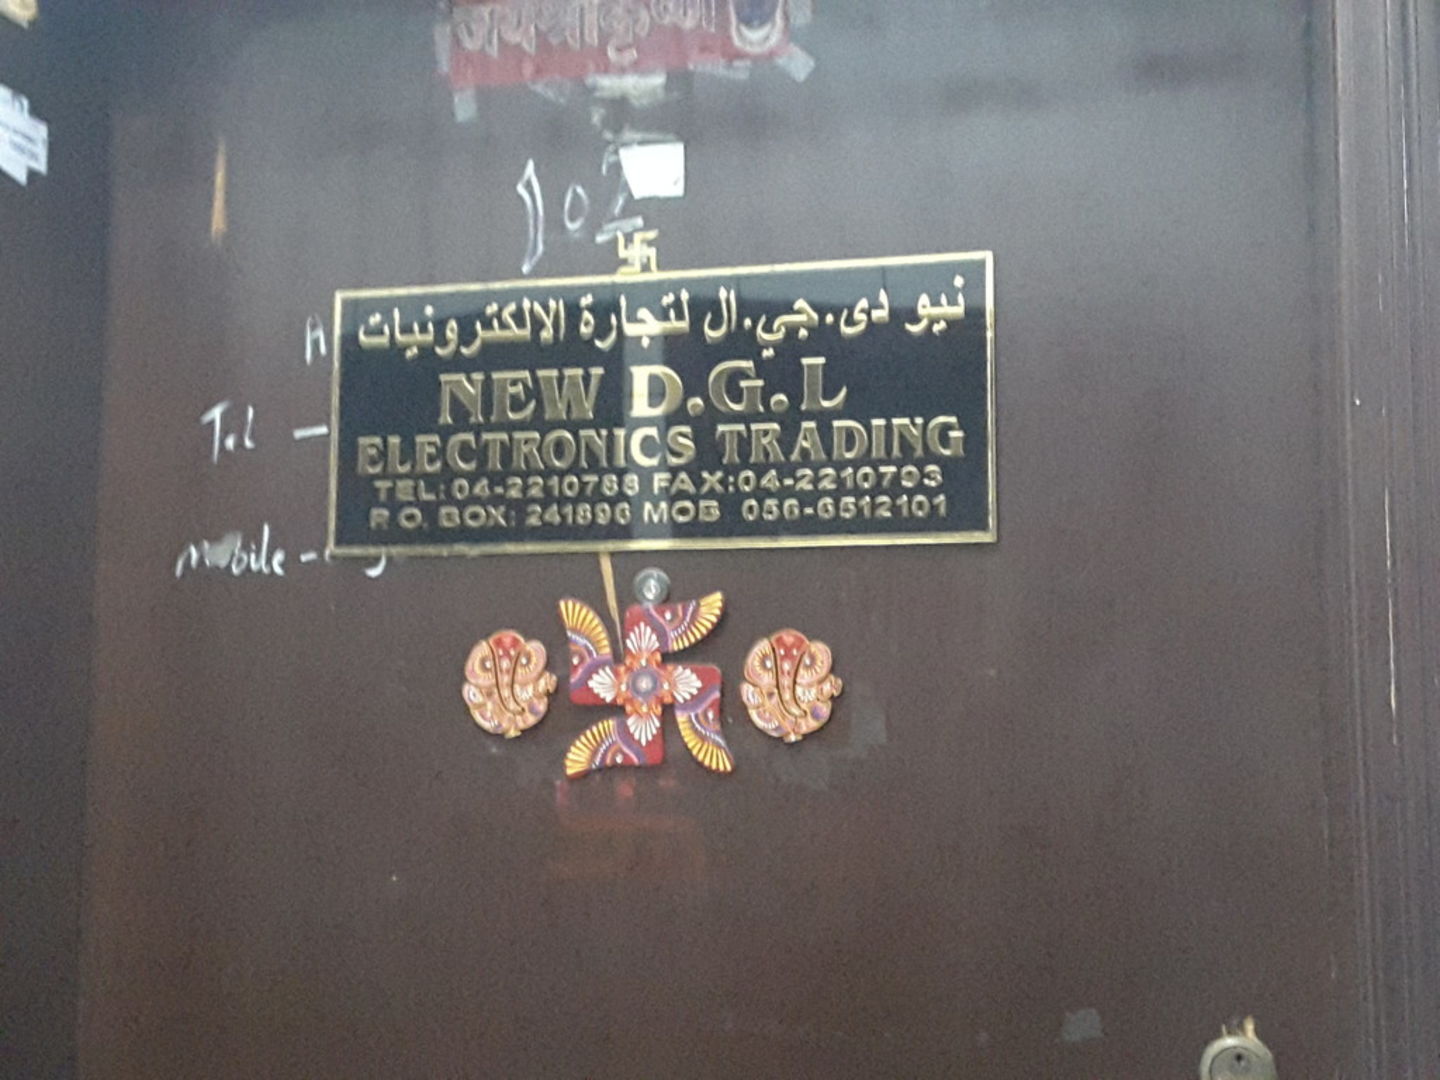 जय श्री कृष्णा
102
نيو دى.جي.ال لتجارة الالكترونيات
NEW D.G.L
ELECTRONICS TRADING
TEL: 04-2210788 FAX:04-2210793
P.O. BOX: 241896 MOB 056-6512101
A
Tel -
mobile -